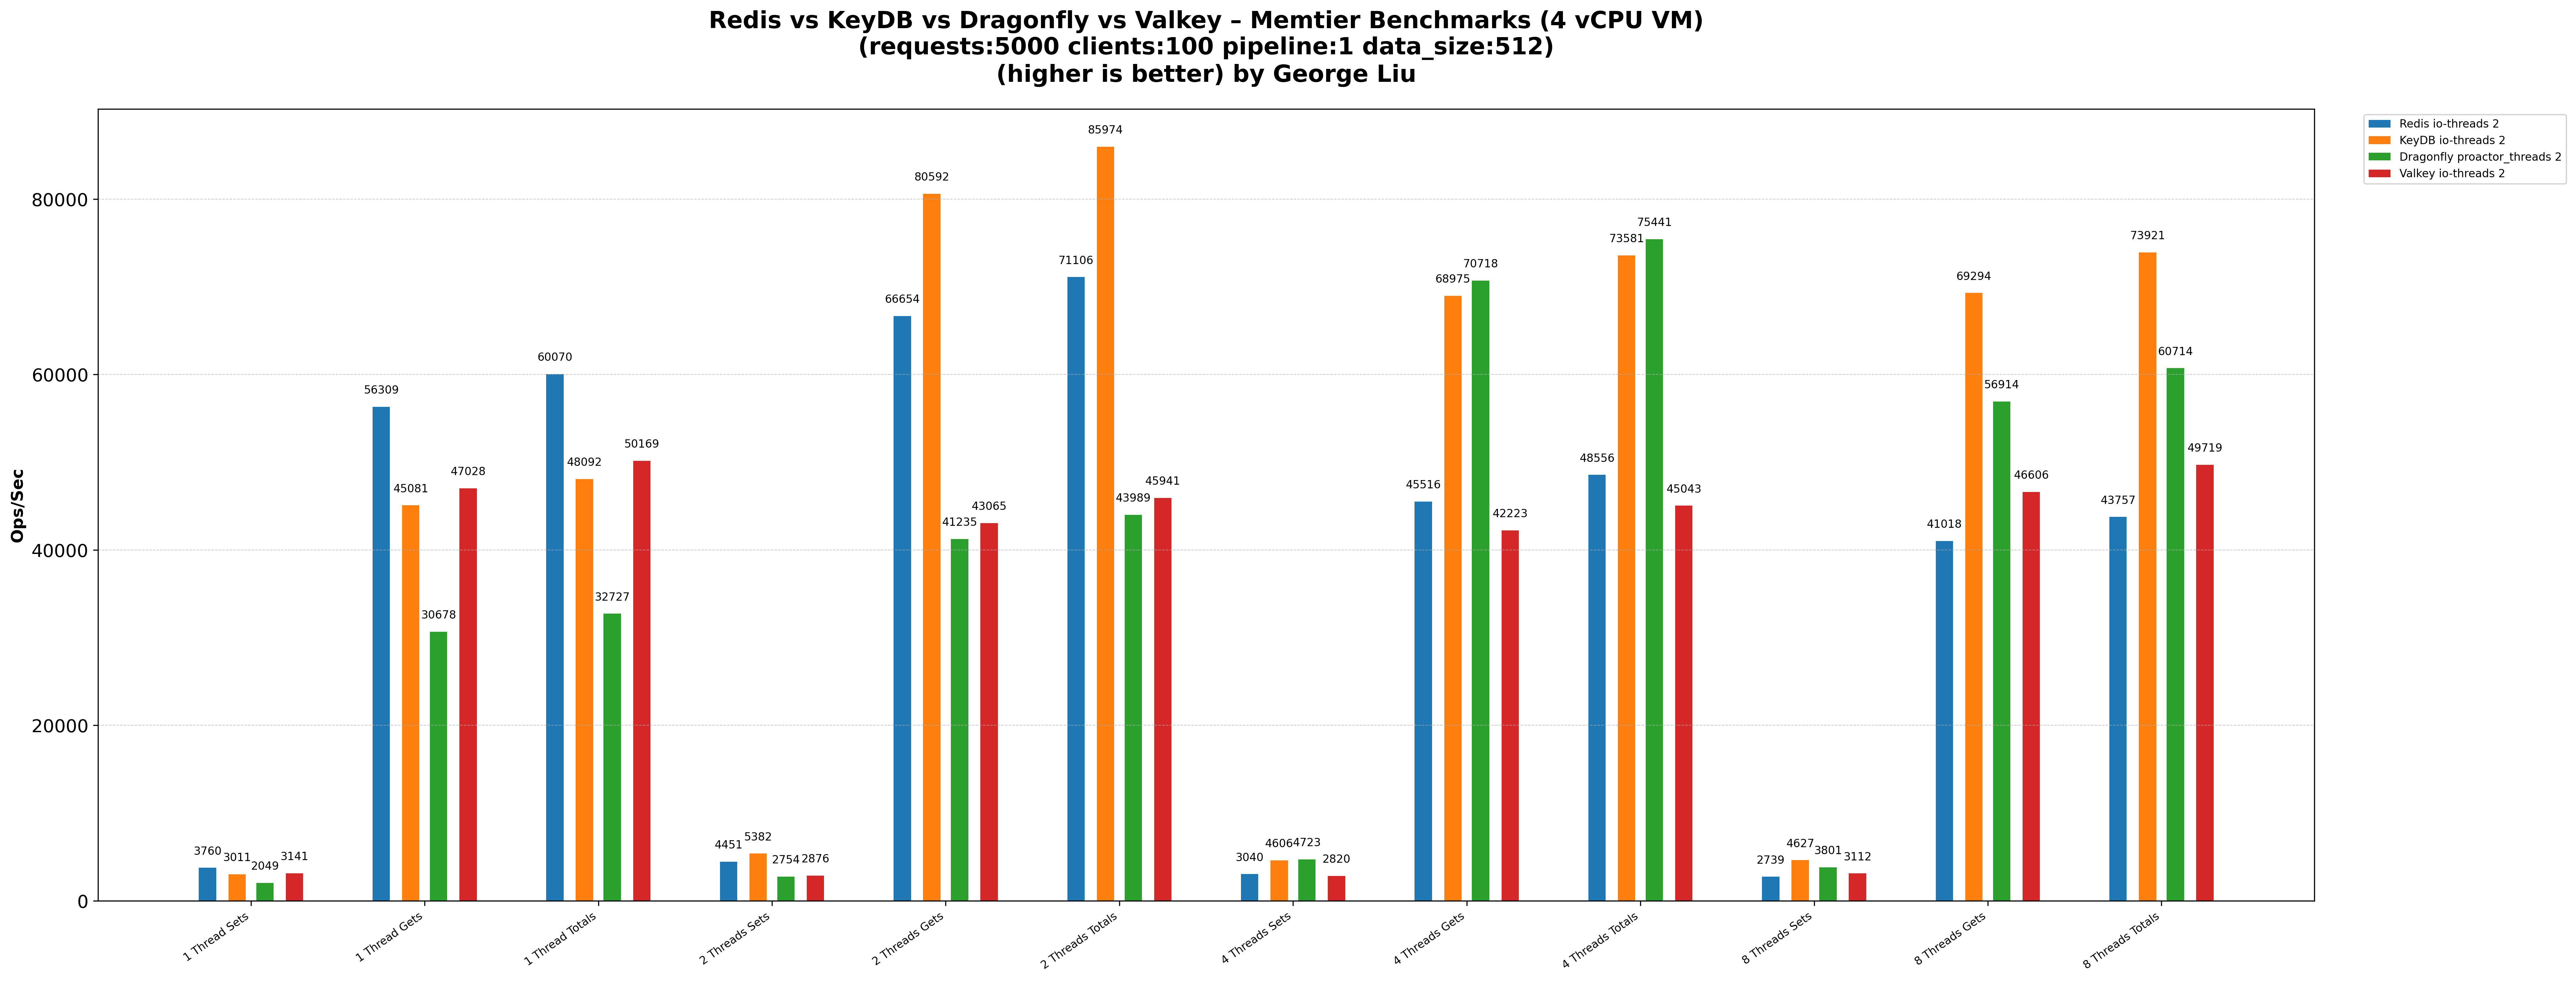 Redis vs KeyDB vs Dragonfly vs Valkey – Memtier Benchmarks (4 vCPU VM)
(requests:5000 clients:100 pipeline:1 data_size:512)
(higher is better) by George Liu
Redis io-threads 2
KeyDB io-threads 2
Dragonfly proactor_threads 2
Valkey io-threads 2
Ops/Sec
80000
60000
40000
20000
0
3760 3011 2049 3141
56309 45081 30678 47028
60070 48092 32727 50169
4451 5382 2754 2876
66654 80592 41235 43065
71106 85974 43989 45941
3040 4606 4723 2820
45516 68975 70718 42223
48556 73581 75441 45043
2739 4627 3801 3112
41018 69294 56914 46606
43757 73921 60714 49719
1 Thread Sets
1 Thread Gets
1 Thread Totals
2 Threads Sets
2 Threads Gets
2 Threads Totals
4 Threads Sets
4 Threads Gets
4 Threads Totals
8 Threads Sets
8 Threads Gets
8 Threads Totals